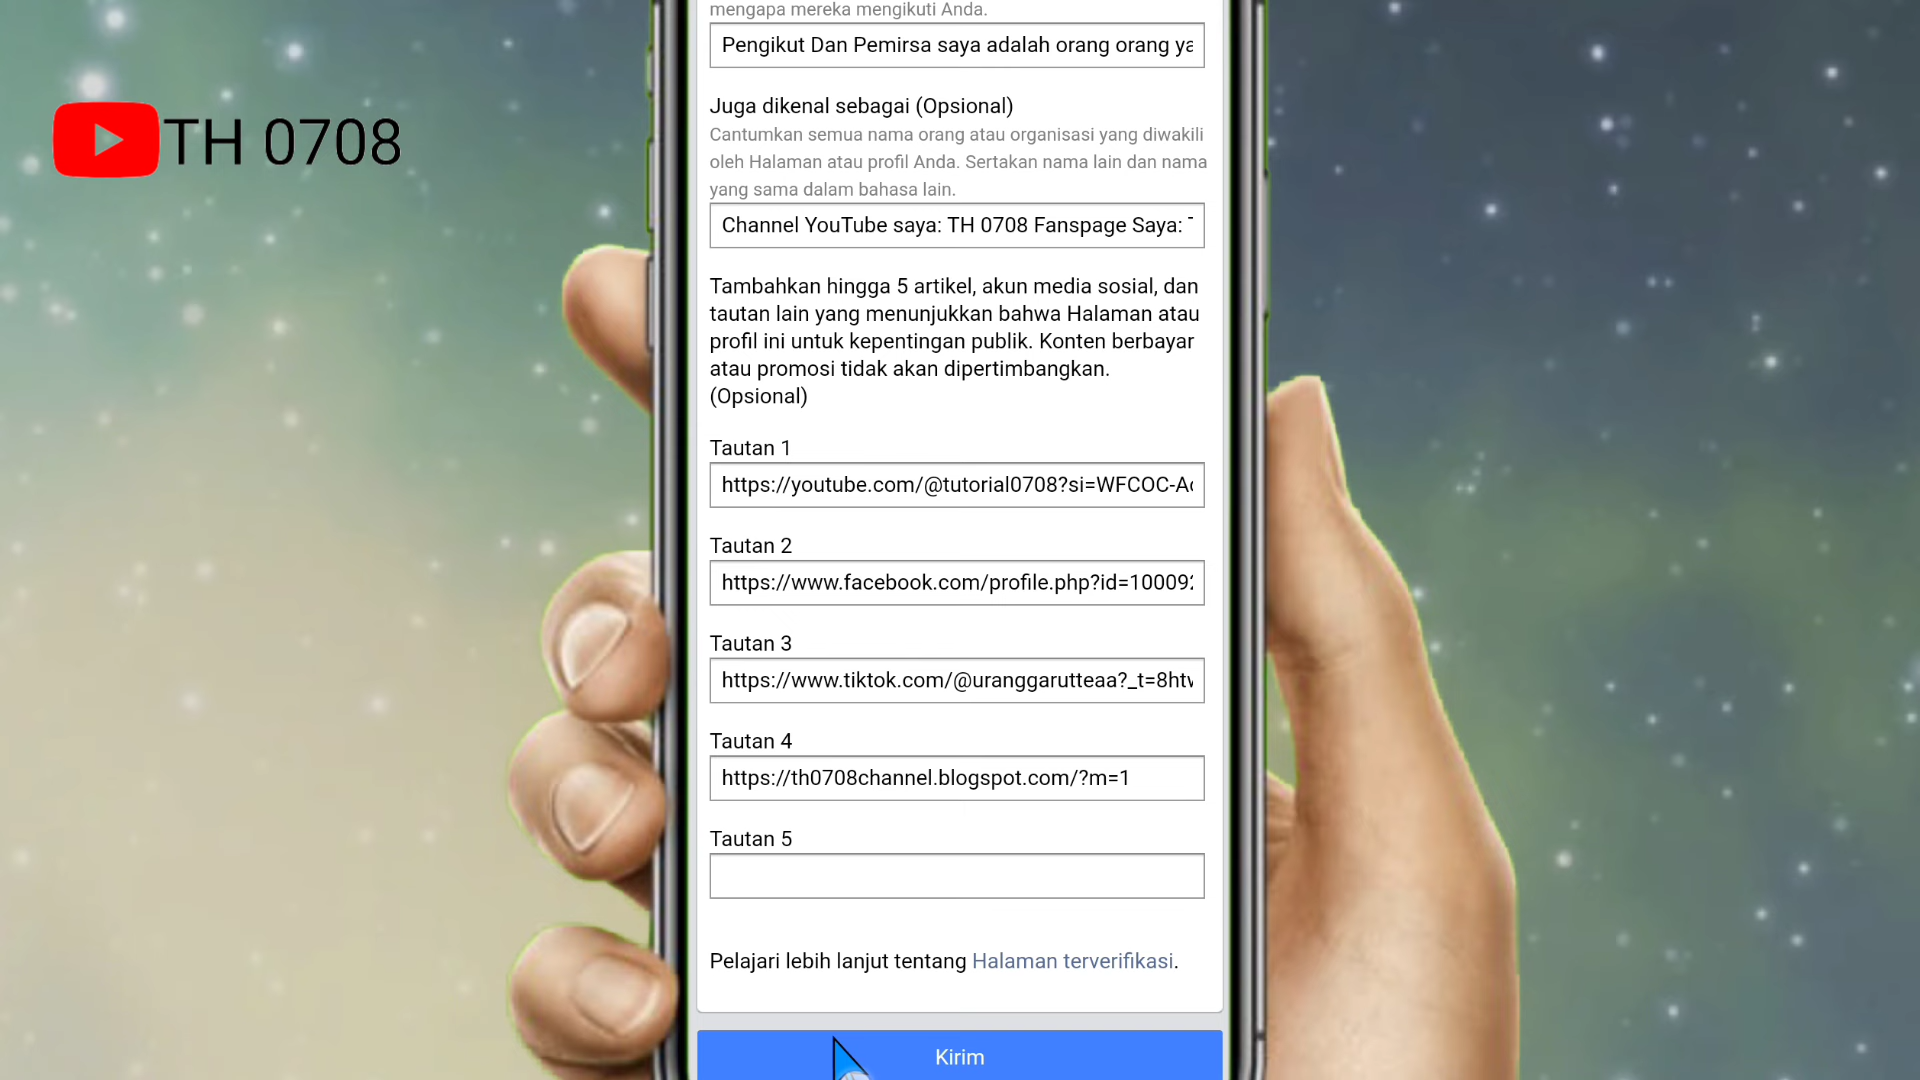 mengapa mereka mengikuti Anda.
Pengikut Dan Pemirsa saya adalah orang orang
TH 0708
Juga dikenal sebagai (Opsional)
Cantumkan semua nama orang atau organisasi yang diwakili
oleh Halaman atau profil Anda. Sertakan nama lain dan nama
yang sama dalam bahasa lain.
Channel YouTube saya: TH 0708 Fanspage Saya:
Tambahkan hingga 5 artikel, akun media sosial, dan
tautan lain yang menunjukkan bahwa Halaman atau
profil ini untuk kepentingan publik. Konten berbayar
atau promosi tidak akan dipertimbangkan.
(Opsional)
Tautan 1
https://youtube.com/@tutorial0708?si=WFCOC-A
Tautan 2
https://www.facebook.com/profile.php?id=10009
Tautan 3
https://www.tiktok.com/@uranggarutteaa?_t=8ht
Tautan 4
https://th0708channel.blogspot.com/?m=1
Tautan 5
Pelajari lebih lanjut tentang Halaman terverifikasi.
Kirim